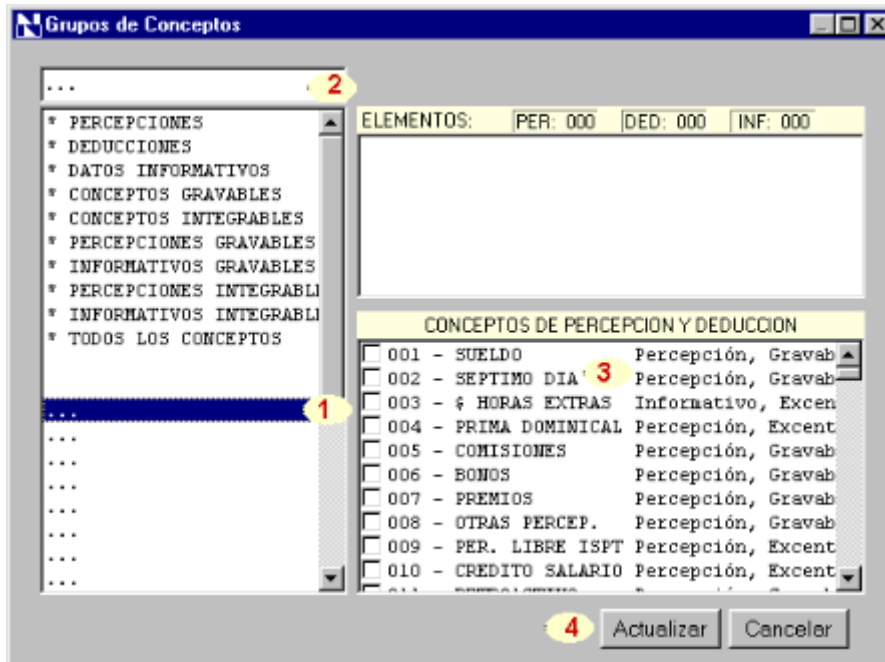 Grupos de Conceptos
... 2
* PERCEPCIONES
* DEDUCCIONES
* DATOS INFORMATIVOS
* CONCEPTOS GRAVABLES
* CONCEPTOS INTEGRABLES
* PERCEPCIONES GRAVABLES
* INFORMATIVOS GRAVABLES
* PERCEPCIONES INTEGRABL
* INFORMATIVOS INTEGRABL
* TODOS LOS CONCEPTOS
... 1
...
...
...
...
...
...
ELEMENTOS: PER: 000 DED: 000 INF: 000
CONCEPTOS DE PERCEPCION Y DEDUCCION
001 - SUELDO Percepción, Gravab
002 - SEPTIMO DIA 3 Percepción, Gravab
003 - $ HORAS EXTRAS Informativo, Excen
004 - PRIMA DOMINICAL Percepción, Excent
005 - COMISIONES Percepción, Gravab
006 - BONOS Percepción, Gravab
007 - PREMIOS Percepción, Gravab
008 - OTRAS PERCEP. Percepción, Gravab
009 - PER. LIBRE ISPT Percepción, Excent
010 - CREDITO SALARIO Percepción, Excent
4 Actualizar Cancelar